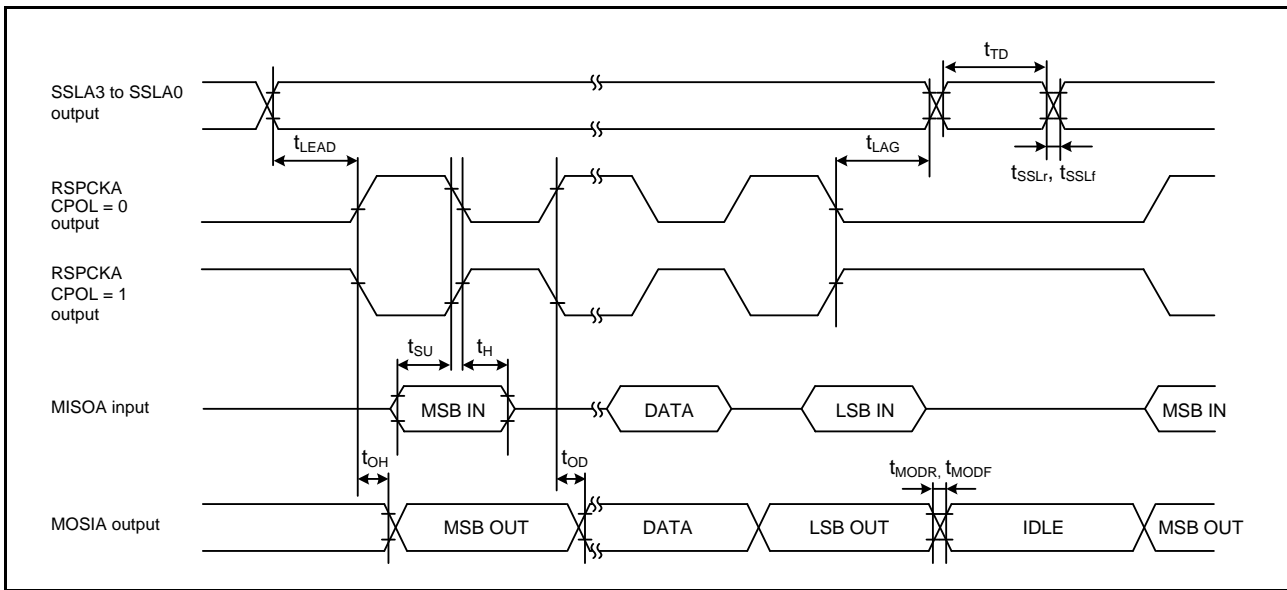 tTD
SSLA3 to SSLA0
output
tLEAD
tLAG
tSSLr, tSSLf
RSPCKA
CPOL = 0
output
RSPCKA
CPOL = 1
output
tSU
tH
MISOA input
MSB IN
DATA
LSB IN
MSB IN
tOH
tOD
tMODR, tMODF
MOSIA output
MSB OUT
DATA
LSB OUT
IDLE
MSB OUT